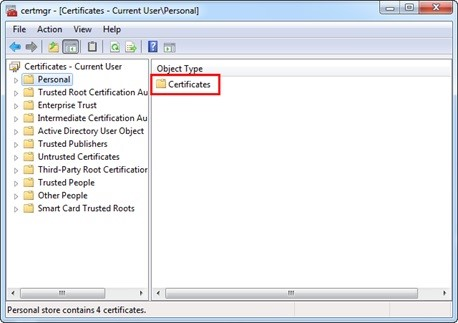 certmgr - [Certificates - Current User\Personal]
File Action View Help
Certificates - Current User
Personal
Trusted Root Certification Au
Enterprise Trust
Intermediate Certification Au
Active Directory User Object
Trusted Publishers
Untrusted Certificates
Third-Party Root Certification
Trusted People
Other People
Smart Card Trusted Roots
Object Type
Certificates
Personal store contains 4 certificates.